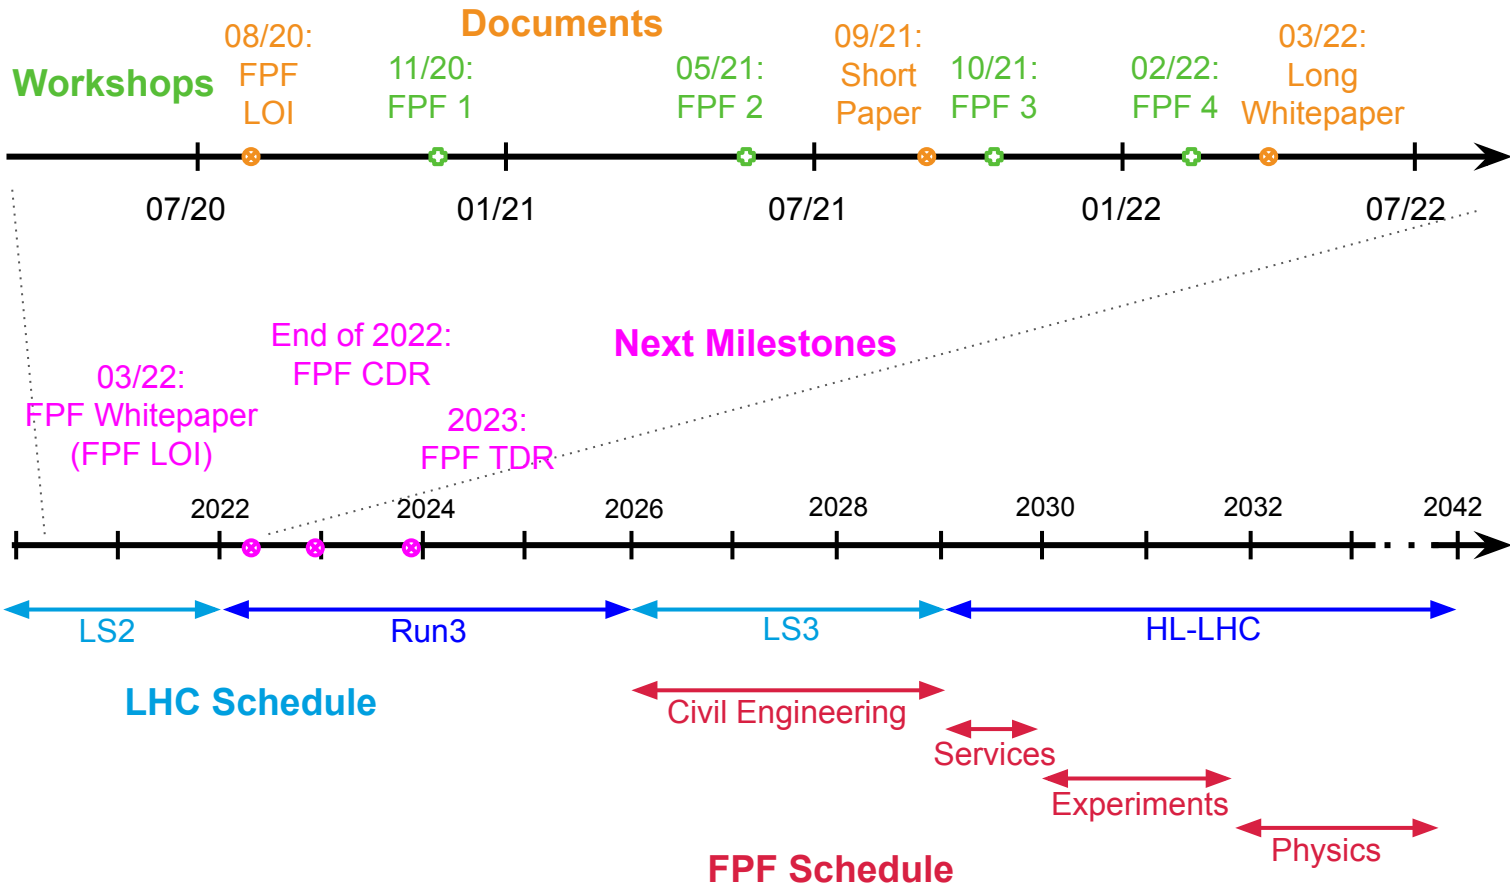 Documents
Workshops
08/20:
FPF
LOI
11/20:
FPF 1
05/21:
FPF 2
09/21:
Short
Paper
10/21:
FPF 3
02/22:
FPF 4
03/22:
Long
Whitepaper
07/20
01/21
07/21
01/22
07/22
Next Milestones
03/22:
FPF Whitepaper
(FPF LOI)
End of 2022:
FPF CDR
2023:
FPF TDR
2022
2024
2026
2028
2030
2032
2042
LS2
Run3
LS3
HL-LHC
LHC Schedule
Civil Engineering
Services
Experiments
Physics
FPF Schedule